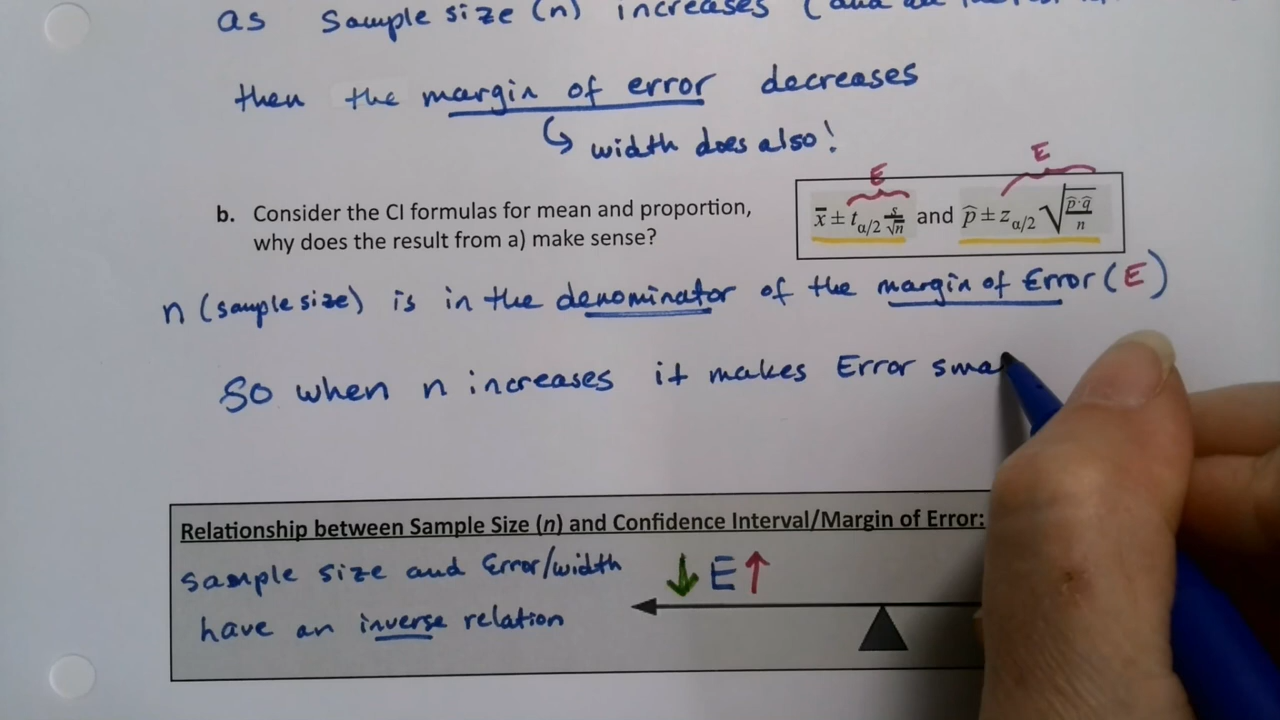 as sample size (n) increases (and all
then the margin of error decreases
↳ width does also!
E
E
b. Consider the CI formulas for mean and proportion,
why does the result from a) make sense?
x̄ ± t_{α/2} s/√n and p̂ ± z_{α/2} √(p̂·q̂/n)
n (sample size) is in the denominator of the margin of Error (E)
So when n increases it makes Error sma
Relationship between Sample Size (n) and Confidence Interval/Margin of Error:
sample size and Error/width
have an inverse relation
↓ E ↑